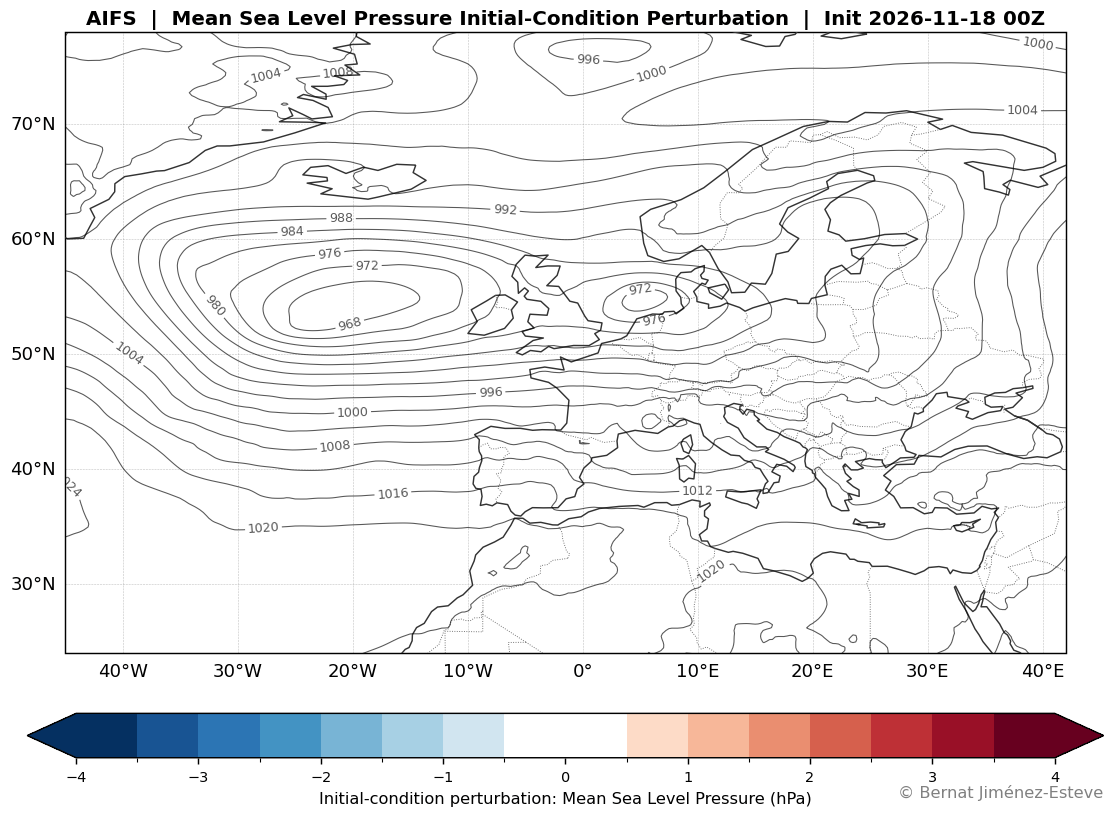 AIFS | Mean Sea Level Pressure Initial-Condition Perturbation | Init 2026-11-18 00Z
1000
996
1004
1008
1000
1004
70°N
992
988
60°N
984
976
972
972
980
968
976
50°N
1004
996
1000
1008
40°N
1016
1012
024
1020
1020
30°N
40°W 30°W 20°W 10°W 0° 10°E 20°E 30°E 40°E
−4 −3 −2 −1 0 1 2 3 4
Initial-condition perturbation: Mean Sea Level Pressure (hPa)
© Bernat Jiménez-Esteve